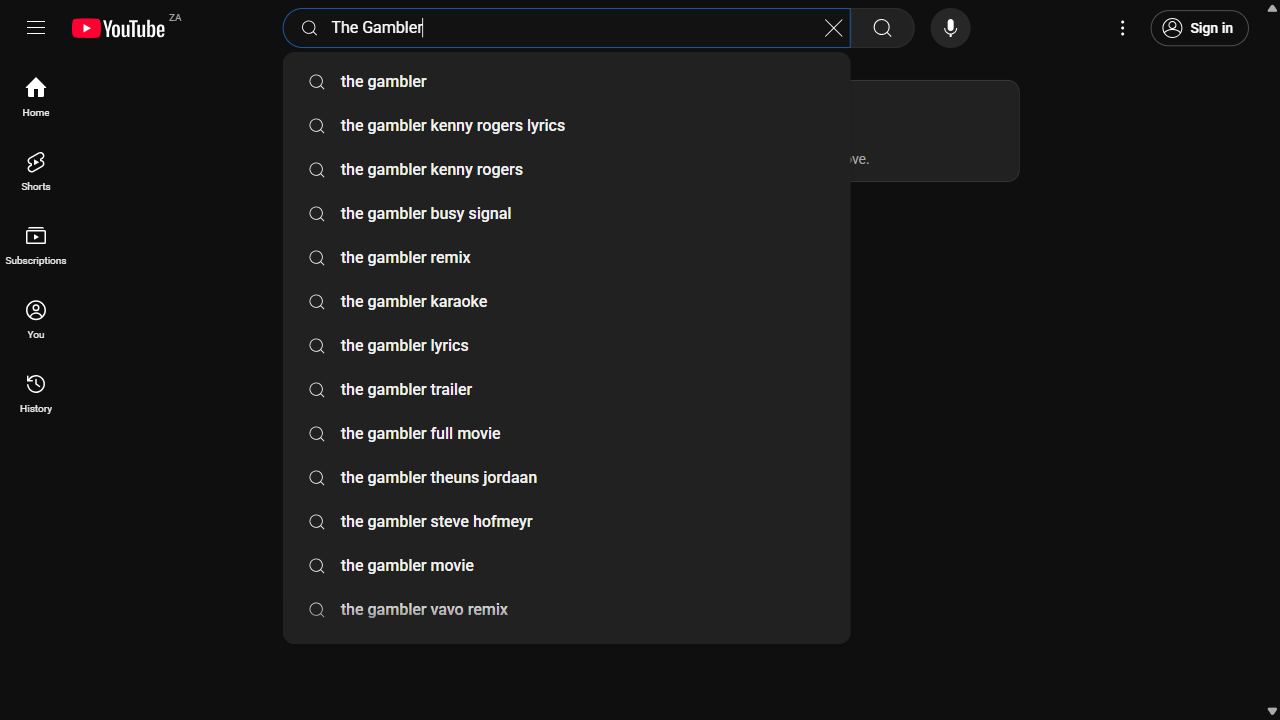 YouTube ZA
The Gambler
Sign in
Home
Shorts
Subscriptions
You
History
the gambler
the gambler kenny rogers lyrics
the gambler kenny rogers
the gambler busy signal
the gambler remix
the gambler karaoke
the gambler lyrics
the gambler trailer
the gambler full movie
the gambler theuns jordaan
the gambler steve hofmeyr
the gambler movie
the gambler vavo remix